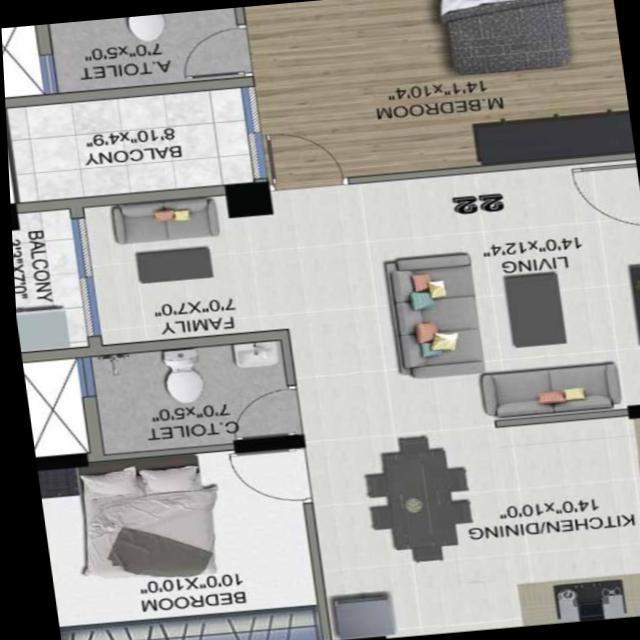 KITCHEN/DINING
14'0"x10'0"
BEDROOM
10'0"X10'0"
C.TOILET
7'0"x5'0"
FAMILY
7'0"X7'0"
LIVING
14'0"x12'4"
BALCONY
X7'0"
22
BALCONY
8'10"x4'9"
M.BEDROOM
14'1"x10'4"
A.TOILET
7'0"x5'0"